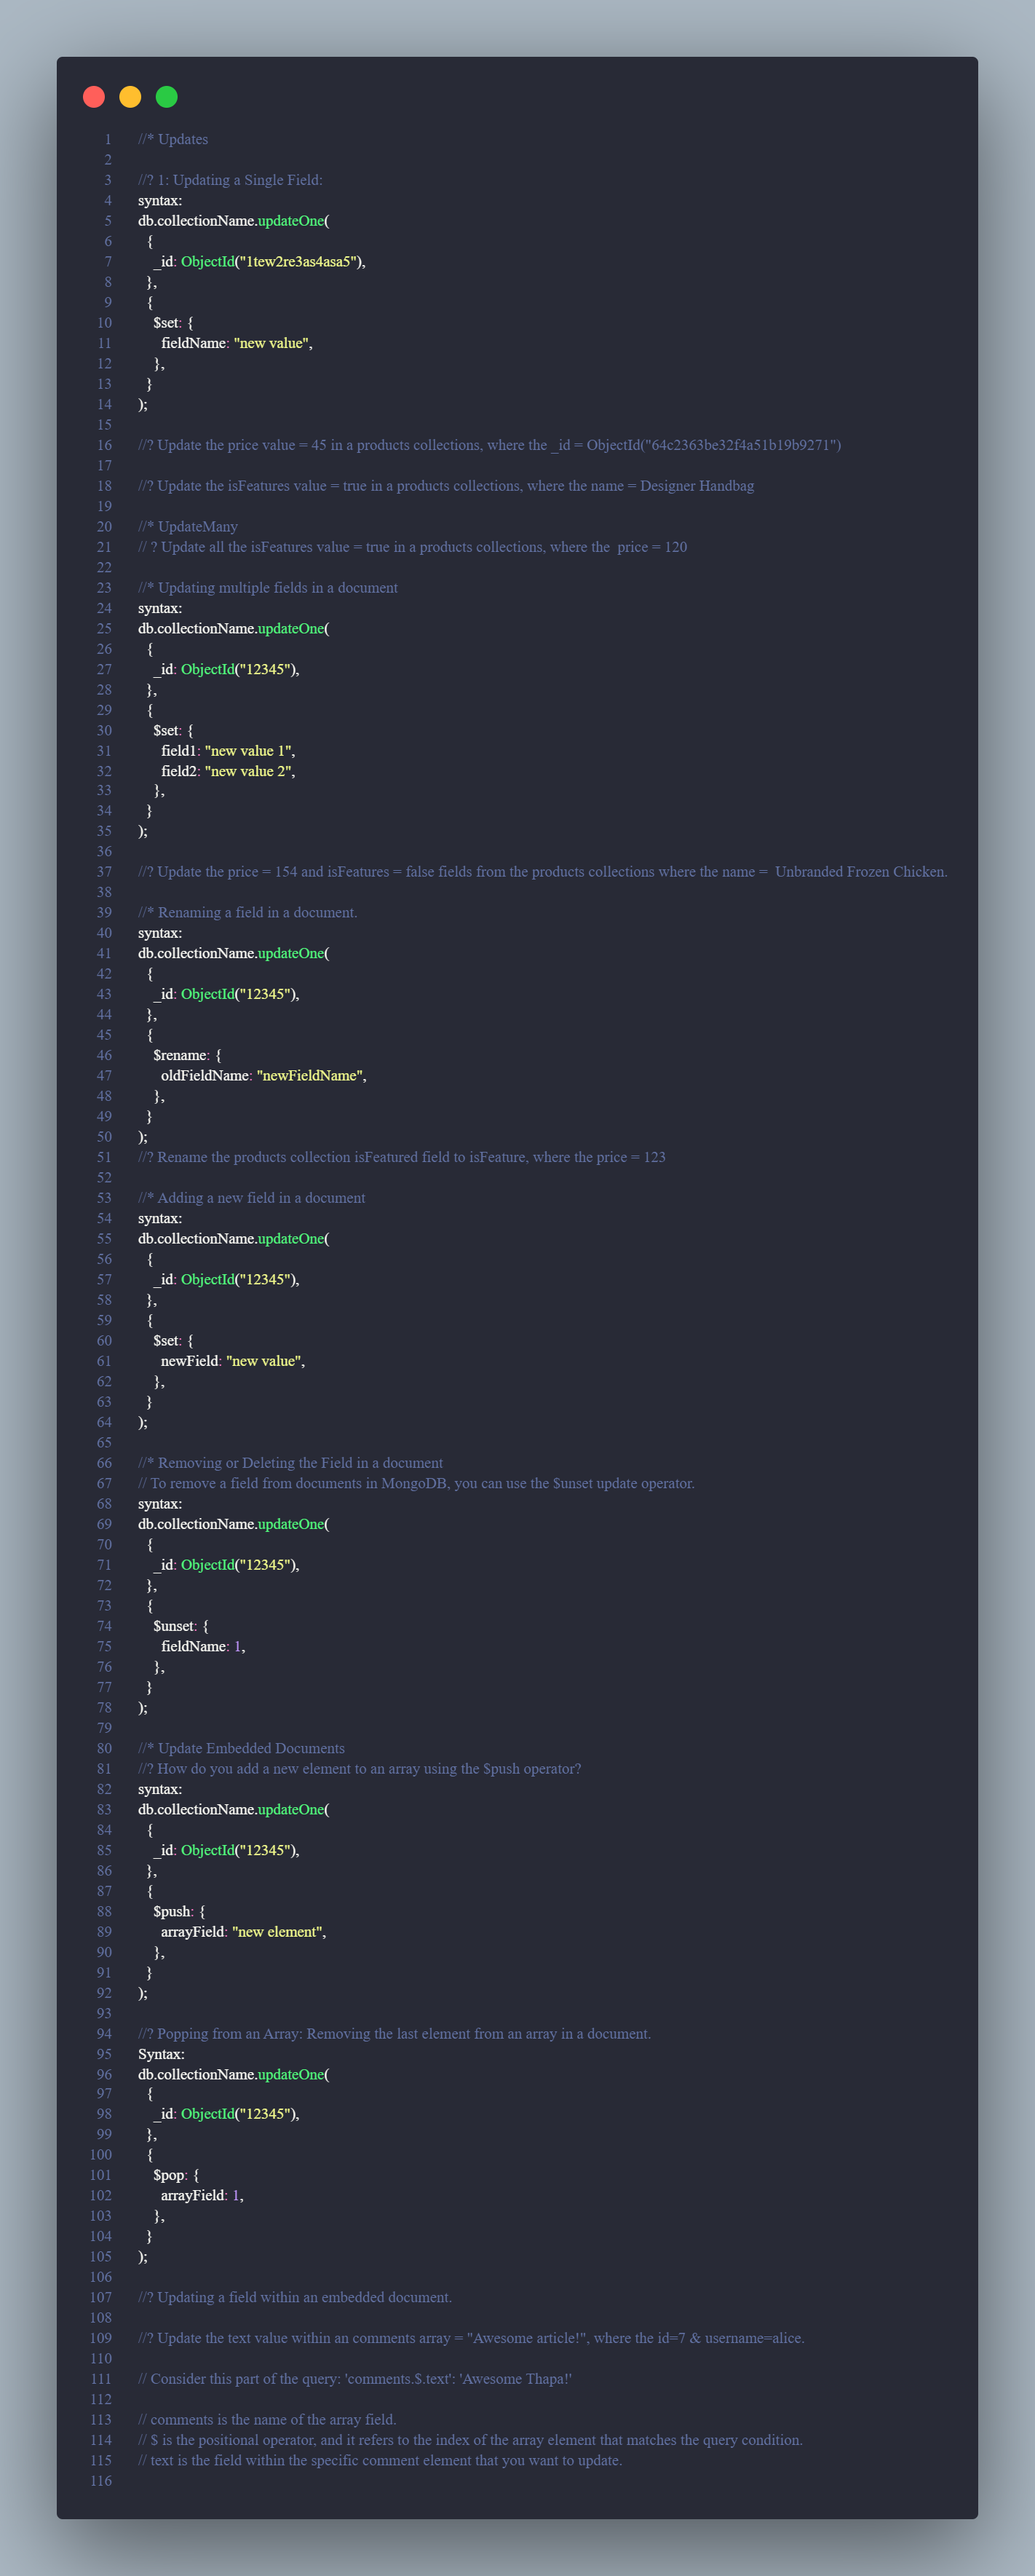 1 //* Updates
2
3 //? 1: Updating a Single Field:
4 syntax:
5 db.collectionName.updateOne(
6 {
7 _id: ObjectId("1tew2re3as4asa5"),
8 },
9 {
10 $set: {
11 fieldName: "new value",
12 },
13 }
14 );
15
16 //? Update the price value = 45 in a products collections, where the _id = ObjectId("64c2363be32f4a51b19b9271")
17
18 //? Update the isFeatures value = true in a products collections, where the name = Designer Handbag
19
20 //* UpdateMany
21 // ? Update all the isFeatures value = true in a products collections, where the  price = 120
22
23 //* Updating multiple fields in a document
24 syntax:
25 db.collectionName.updateOne(
26 {
27 _id: ObjectId("12345"),
28 },
29 {
30 $set: {
31 field1: "new value 1",
32 field2: "new value 2",
33 },
34 }
35 );
36
37 //? Update the price = 154 and isFeatures = false fields from the products collections where the name =  Unbranded Frozen Chicken.
38
39 //* Renaming a field in a document.
40 syntax:
41 db.collectionName.updateOne(
42 {
43 _id: ObjectId("12345"),
44 },
45 {
46 $rename: {
47 oldFieldName: "newFieldName",
48 },
49 }
50 );
51 //? Rename the products collection isFeatured field to isFeature, where the price = 123
52
53 //* Adding a new field in a document
54 syntax:
55 db.collectionName.updateOne(
56 {
57 _id: ObjectId("12345"),
58 },
59 {
60 $set: {
61 newField: "new value",
62 },
63 }
64 );
65
66 //* Removing or Deleting the Field in a document
67 // To remove a field from documents in MongoDB, you can use the $unset update operator.
68 syntax:
69 db.collectionName.updateOne(
70 {
71 _id: ObjectId("12345"),
72 },
73 {
74 $unset: {
75 fieldName: 1,
76 },
77 }
78 );
79
80 //* Update Embedded Documents
81 //? How do you add a new element to an array using the $push operator?
82 syntax:
83 db.collectionName.updateOne(
84 {
85 _id: ObjectId("12345"),
86 },
87 {
88 $push: {
89 arrayField: "new element",
90 },
91 }
92 );
93
94 //? Popping from an Array: Removing the last element from an array in a document.
95 Syntax:
96 db.collectionName.updateOne(
97 {
98 _id: ObjectId("12345"),
99 },
100 {
101 $pop: {
102 arrayField: 1,
103 },
104 }
105 );
106
107 //? Updating a field within an embedded document.
108
109 //? Update the text value within an comments array = "Awesome article!", where the id=7 & username=alice.
110
111 // Consider this part of the query: 'comments.$.text': 'Awesome Thapa!'
112
113 // comments is the name of the array field.
114 // $ is the positional operator, and it refers to the index of the array element that matches the query condition.
115 // text is the field within the specific comment element that you want to update.
116